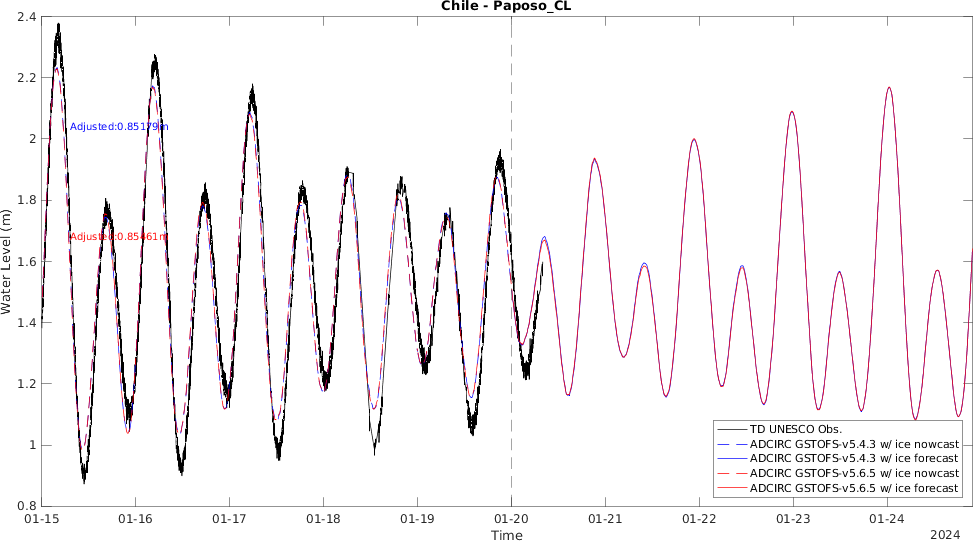 Chile - Paposo_CL
2.4
2.2
2
1.8
1.6
1.4
1.2
1
0.8
Water Level (m)
Adjusted:0.85179m
Adjusted:0.85461m
TD UNESCO Obs.
ADCIRC GSTOFS-v5.4.3 w/ ice nowcast
ADCIRC GSTOFS-v5.4.3 w/ ice forecast
ADCIRC GSTOFS-v5.6.5 w/ ice nowcast
ADCIRC GSTOFS-v5.6.5 w/ ice forecast
01-15 01-16 01-17 01-18 01-19 01-20 01-21 01-22 01-23 01-24
Time
2024